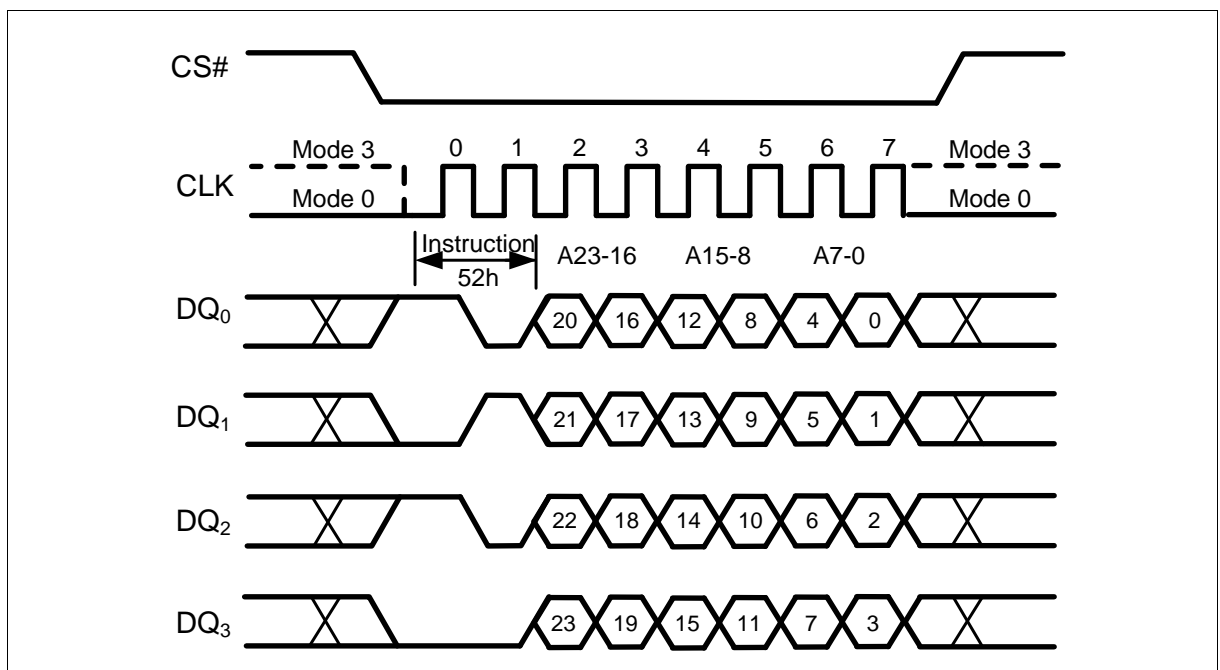 CS#
Mode 3 0 1 2 3 4 5 6 7 Mode 3
CLK
Mode 0 Mode 0
Instruction A23-16 A15-8 A7-0
52h
DQ0 20 16 12 8 4 0
DQ1 21 17 13 9 5 1
DQ2 22 18 14 10 6 2
DQ3 23 19 15 11 7 3